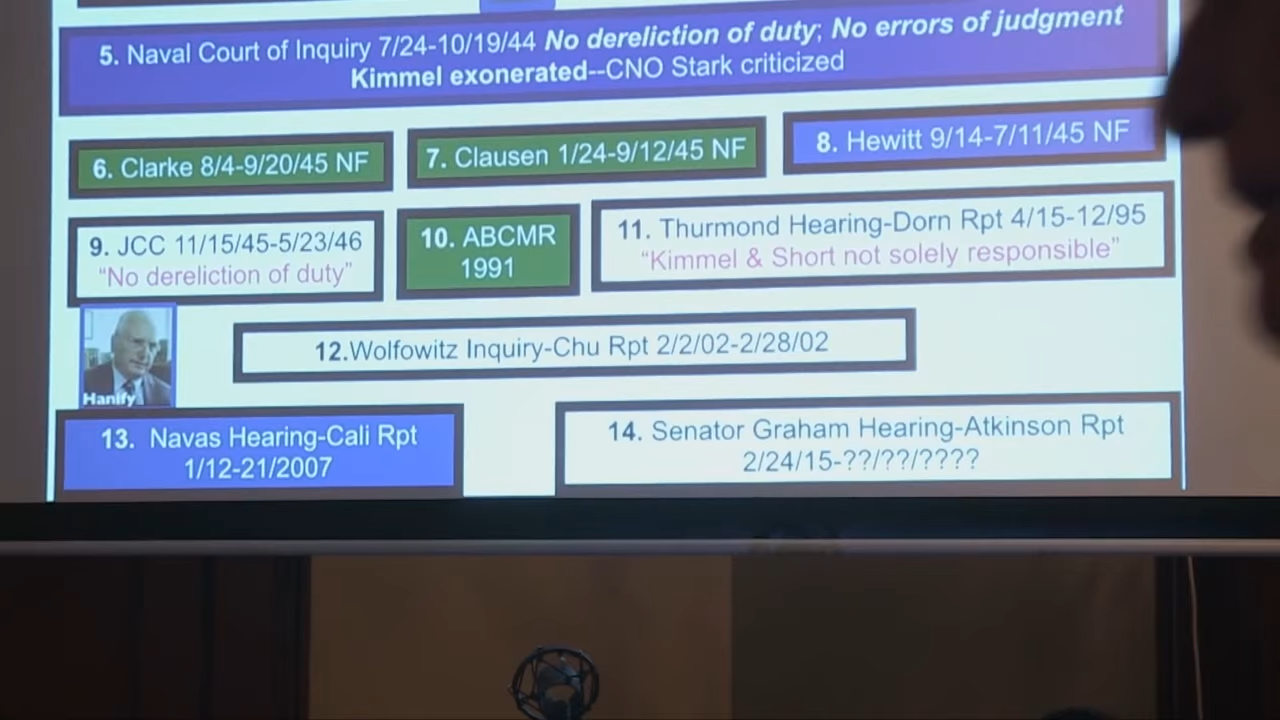 5. Naval Court of Inquiry 7/24-10/19/44 No dereliction of duty; No errors of judgment
Kimmel exonerated--CNO Stark criticized
6. Clarke 8/4-9/20/45 NF
7. Clausen 1/24-9/12/45 NF
8. Hewitt 9/14-7/11/45 NF
9. JCC 11/15/45-5/23/46
"No dereliction of duty"
10. ABCMR
1991
11. Thurmond Hearing-Dorn Rpt 4/15-12/95
"Kimmel & Short not solely responsible"
Hanify
12.Wolfowitz Inquiry-Chu Rpt 2/2/02-2/28/02
13. Navas Hearing-Cali Rpt
1/12-21/2007
14. Senator Graham Hearing-Atkinson Rpt
2/24/15-??/??/????